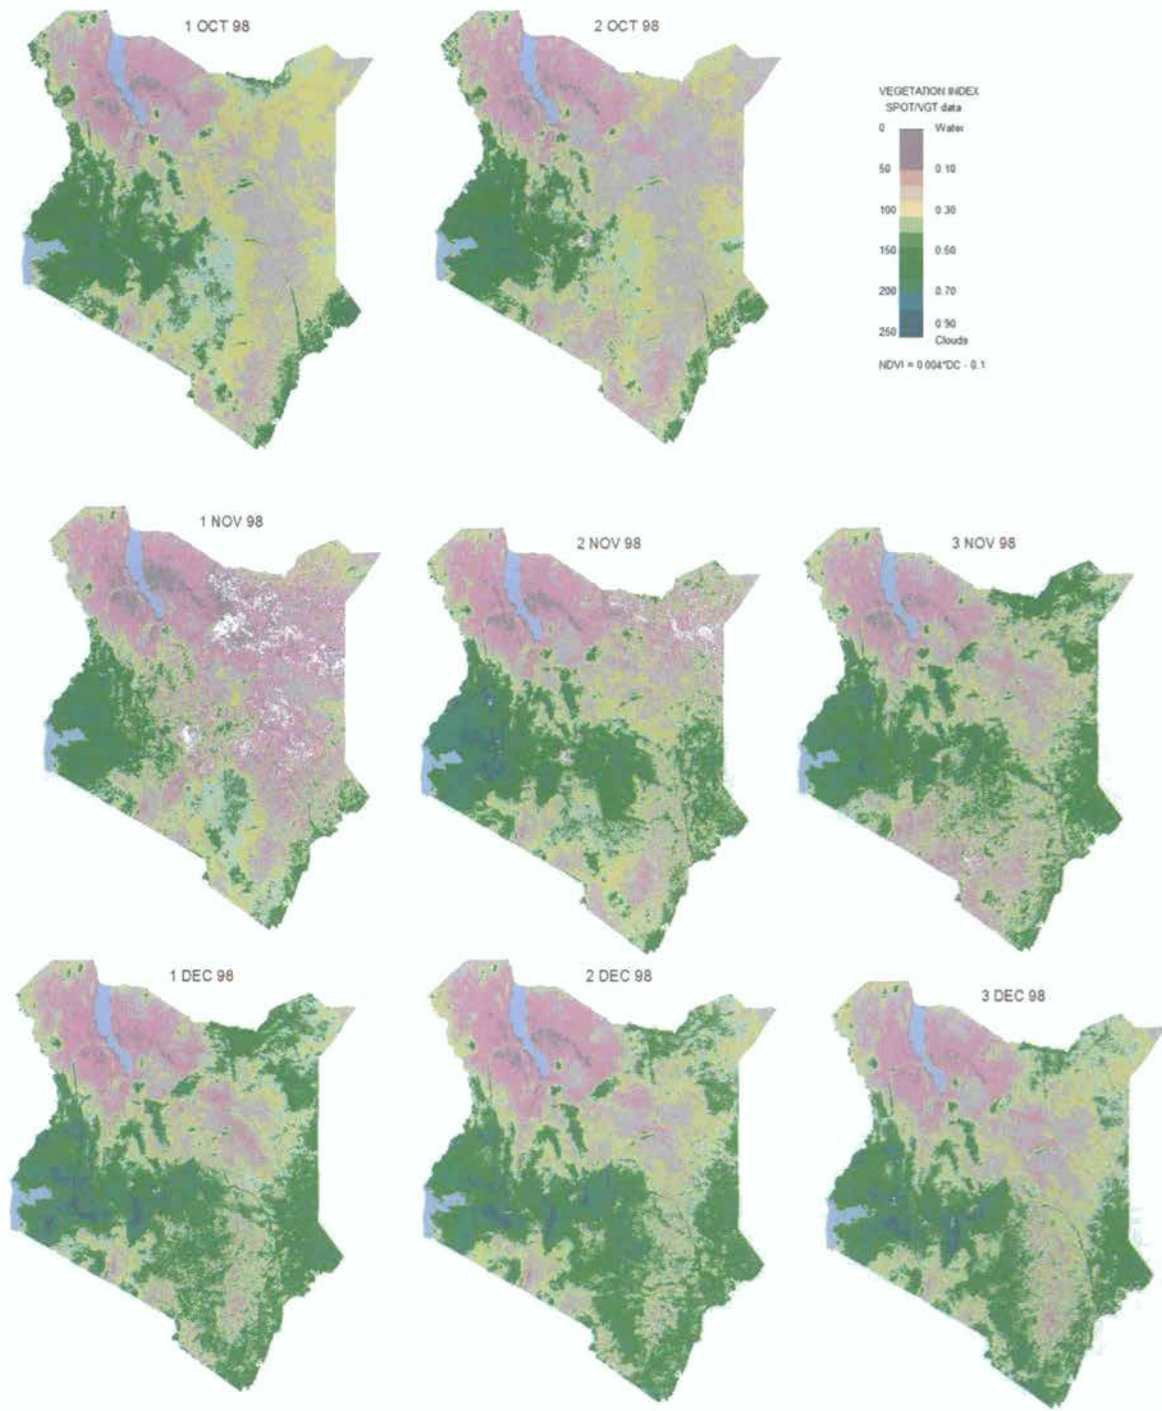 1 OCT 98
2 OCT 98
VEGETATION INDEX
SPOT/VGT data
0 Water
50 0.10
100 0.30
150 0.50
200 0.70
250 0.90
Clouds
NDVI = 0.004*DC - 0.1
1 NOV 98
2 NOV 98
3 NOV 98
1 DEC 98
2 DEC 98
3 DEC 98